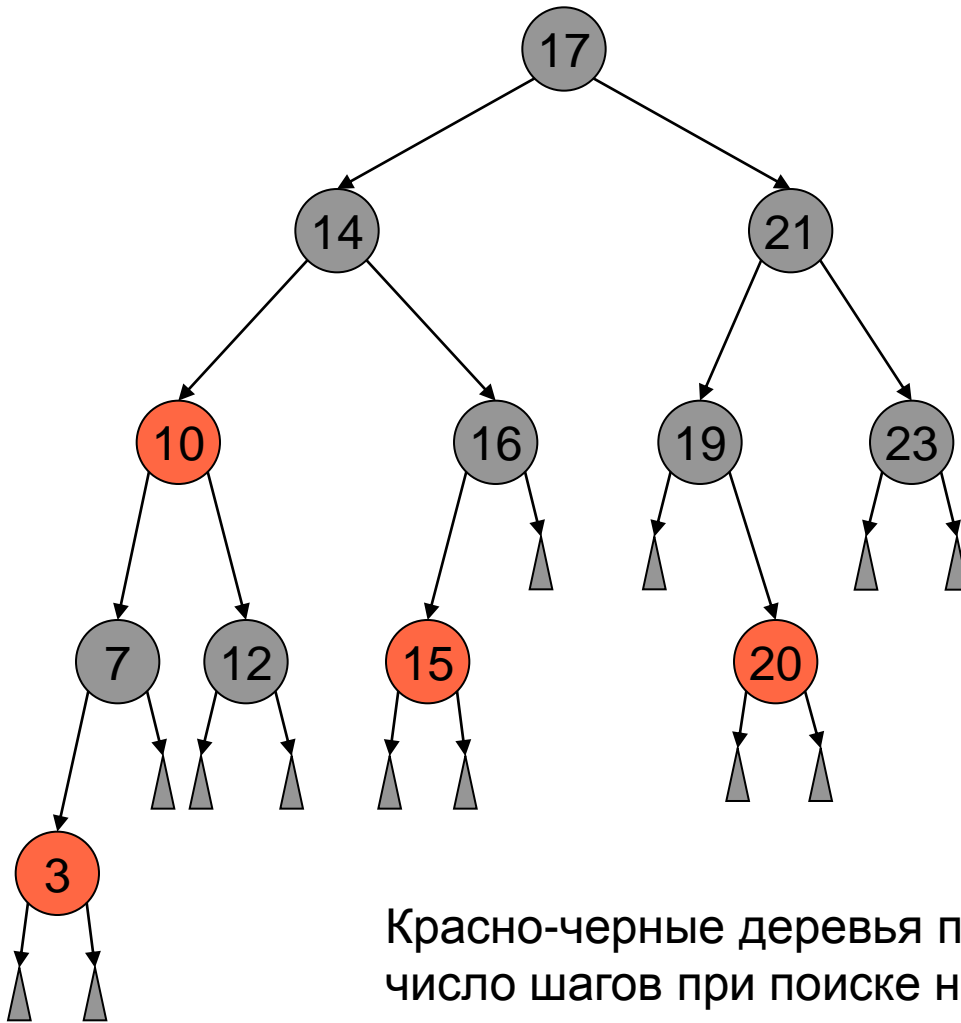 17
14 21
10 16 19 23
7 12 15 20
3
Красно-черные деревья п
число шагов при поиске н